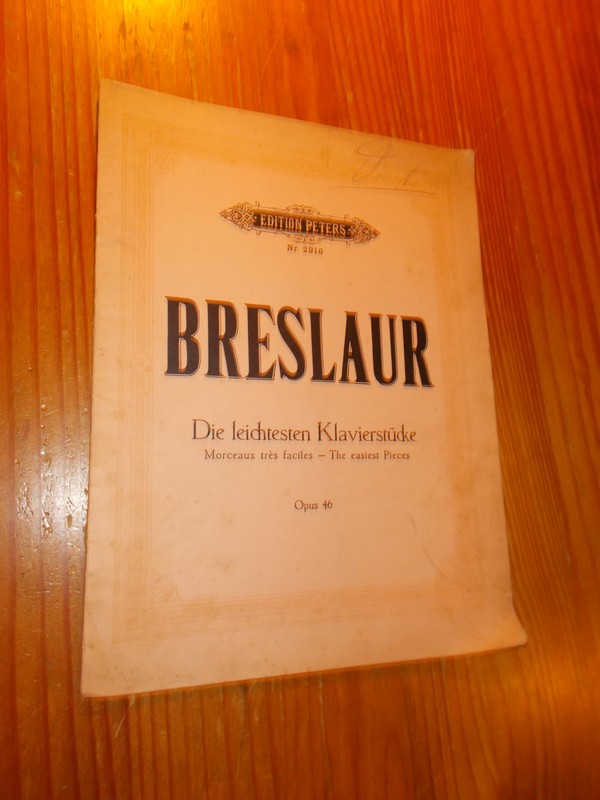 EDITION PETERS
Nr. 2916
BRESLAUR
Die leichtesten Klavierstücke
Morceaux très faciles – The easiest Pieces
Opus 46